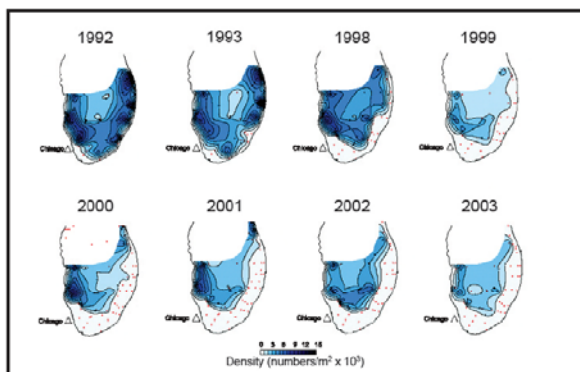 1992 1993 1998 1999
Chicago Chicago Chicago Chicago
2000 2001 2002 2003
Chicago Chicago Chicago Chicago
0 3 5 9 12 15
Density (numbers/m² x 10³)